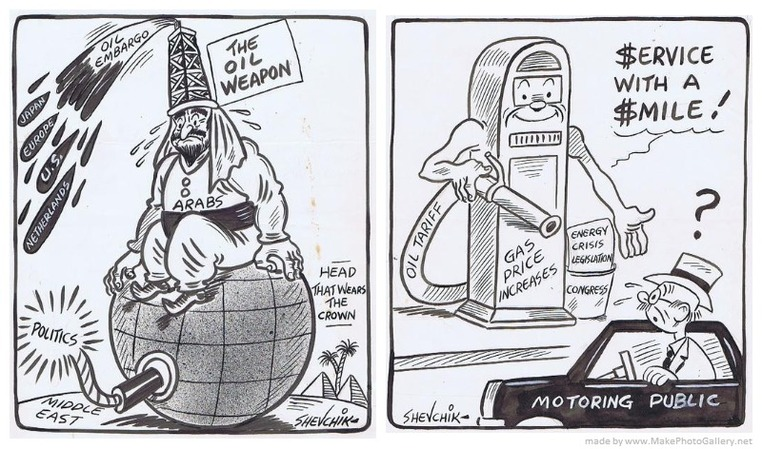 OIL
EMBARGO
THE
OIL
WEAPON
JAPAN
EUROPE
U.S.
NETHERLANDS
ARABS
HEAD
THAT WEARS
THE
CROWN
POLITICS
MIDDLE
EAST
SHEVCHIK
$ERVICE
WITH A
$MILE!
?
OIL TARIFF
GAS
PRICE
INCREASES
ENERGY
CRISIS
LEGISLATION
CONGRESS
MOTORING PUBLIC
SHEVCHIK
made by www.MakePhotoGallery.net